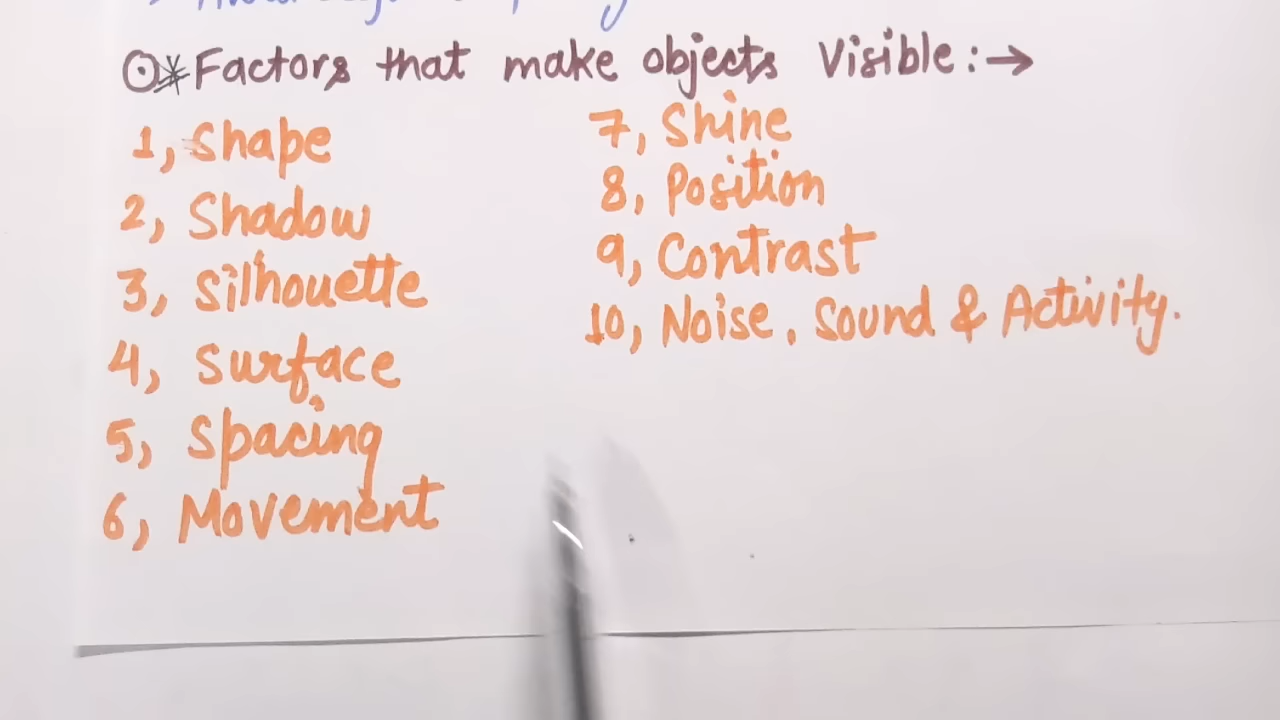 Factors that make objects Visible:→
1, Shape
2, Shadow
3, Silhouette
4, Surface
5, Spacing
6, Movement
7, Shine
8, Position
9, Contrast
10, Noise, Sound & Activity.